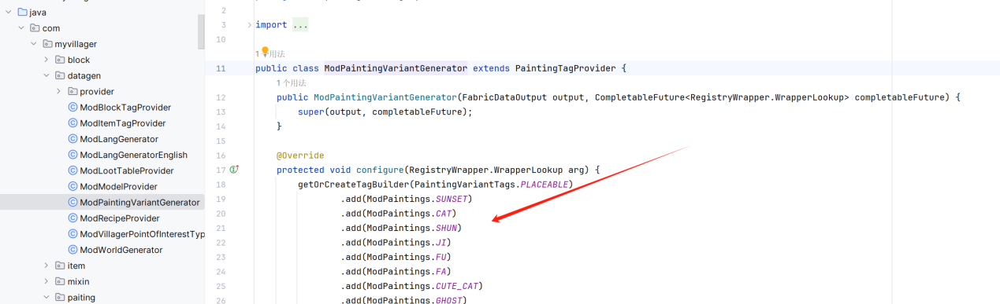 java
com
myvillager
block
datagen
provider
ModBlockTagProvider
ModItemTagProvider
ModLangGenerator
ModLangGeneratorEnglish
ModLootTableProvider
ModModelProvider
ModPaintingVariantGenerator
ModRecipeProvider
ModVillagerPointOfInterestTyp
ModWorldGenerator
item
mixin
paiting
2
3 import ...
10
1 用法
11 public class ModPaintingVariantGenerator extends PaintingTagProvider {
1 个用法
12 public ModPaintingVariantGenerator(FabricDataOutput output, CompletableFuture<RegistryWrapper.WrapperLookup> completableFuture) {
13 super(output, completableFuture);
14 }
15
16 @Override
17 protected void configure(RegistryWrapper.WrapperLookup arg) {
18 getOrCreateTagBuilder(PaintingVariantTags.PLACEABLE)
19 .add(ModPaintings.SUNSET)
20 .add(ModPaintings.CAT)
21 .add(ModPaintings.SHUN)
22 .add(ModPaintings.JI)
23 .add(ModPaintings.FU)
24 .add(ModPaintings.FA)
25 .add(ModPaintings.CUTE_CAT)
26 .add(ModPaintings.GHOST)